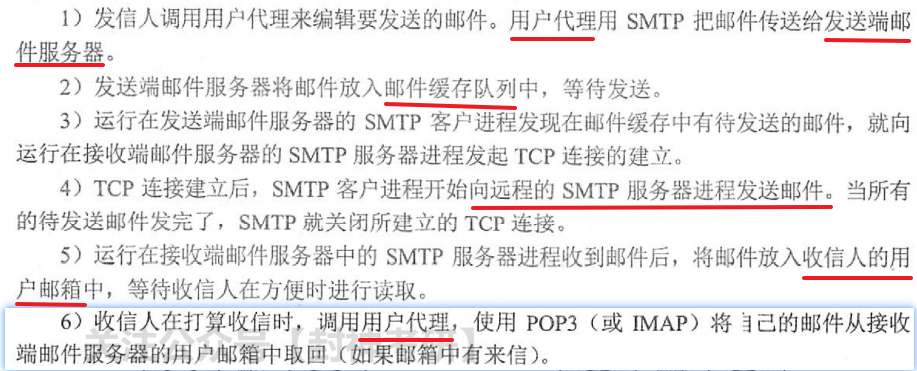 1）发信人调用用户代理来编辑要发送的邮件。用户代理用 SMTP 把邮件传送给发送端邮
件服务器。
2）发送端邮件服务器将邮件放入邮件缓存队列中，等待发送。
3）运行在发送端邮件服务器的 SMTP 客户进程发现在邮件缓存中有待发送的邮件，就向
运行在接收端邮件服务器的 SMTP 服务器进程发起 TCP 连接的建立。
4）TCP 连接建立后，SMTP 客户进程开始向远程的 SMTP 服务器进程发送邮件。当所有
的待发送邮件发完了，SMTP 就关闭所建立的 TCP 连接。
5）运行在接收端邮件服务器中的 SMTP 服务器进程收到邮件后，将邮件放入收信人的用
户邮箱中，等待收信人在方便时进行读取。
6）收信人在打算收信时，调用用户代理，使用 POP3（或 IMAP）将自己的邮件从接收
端邮件服务器的用户邮箱中取回（如果邮箱中有来信）。